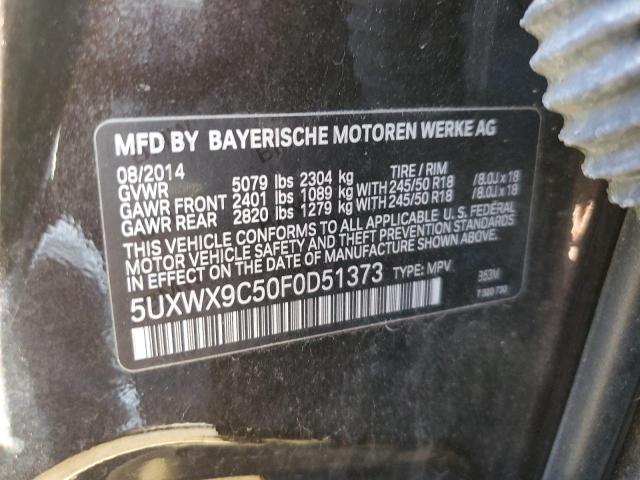 MFD BY BAYERISCHE MOTOREN WERKE AG
08/2014 TIRE / RIM
GVWR 5079 lbs 2304 kg
GAWR FRONT 2401 lbs 1089 kg WITH 245/50 R18 /8.0J x 18
GAWR REAR 2820 lbs 1279 kg WITH 245/50 R18 /8.0J x 18
THIS VEHICLE CONFORMS TO ALL APPLICABLE U.S. FEDERAL
MOTOR VEHICLE SAFETY AND THEFT PREVENTION STANDARDS
IN EFFECT ON THE DATE OF MANUFACTURE SHOWN ABOVE.
5UXWX9C50F0D51373 TYPE: MPV